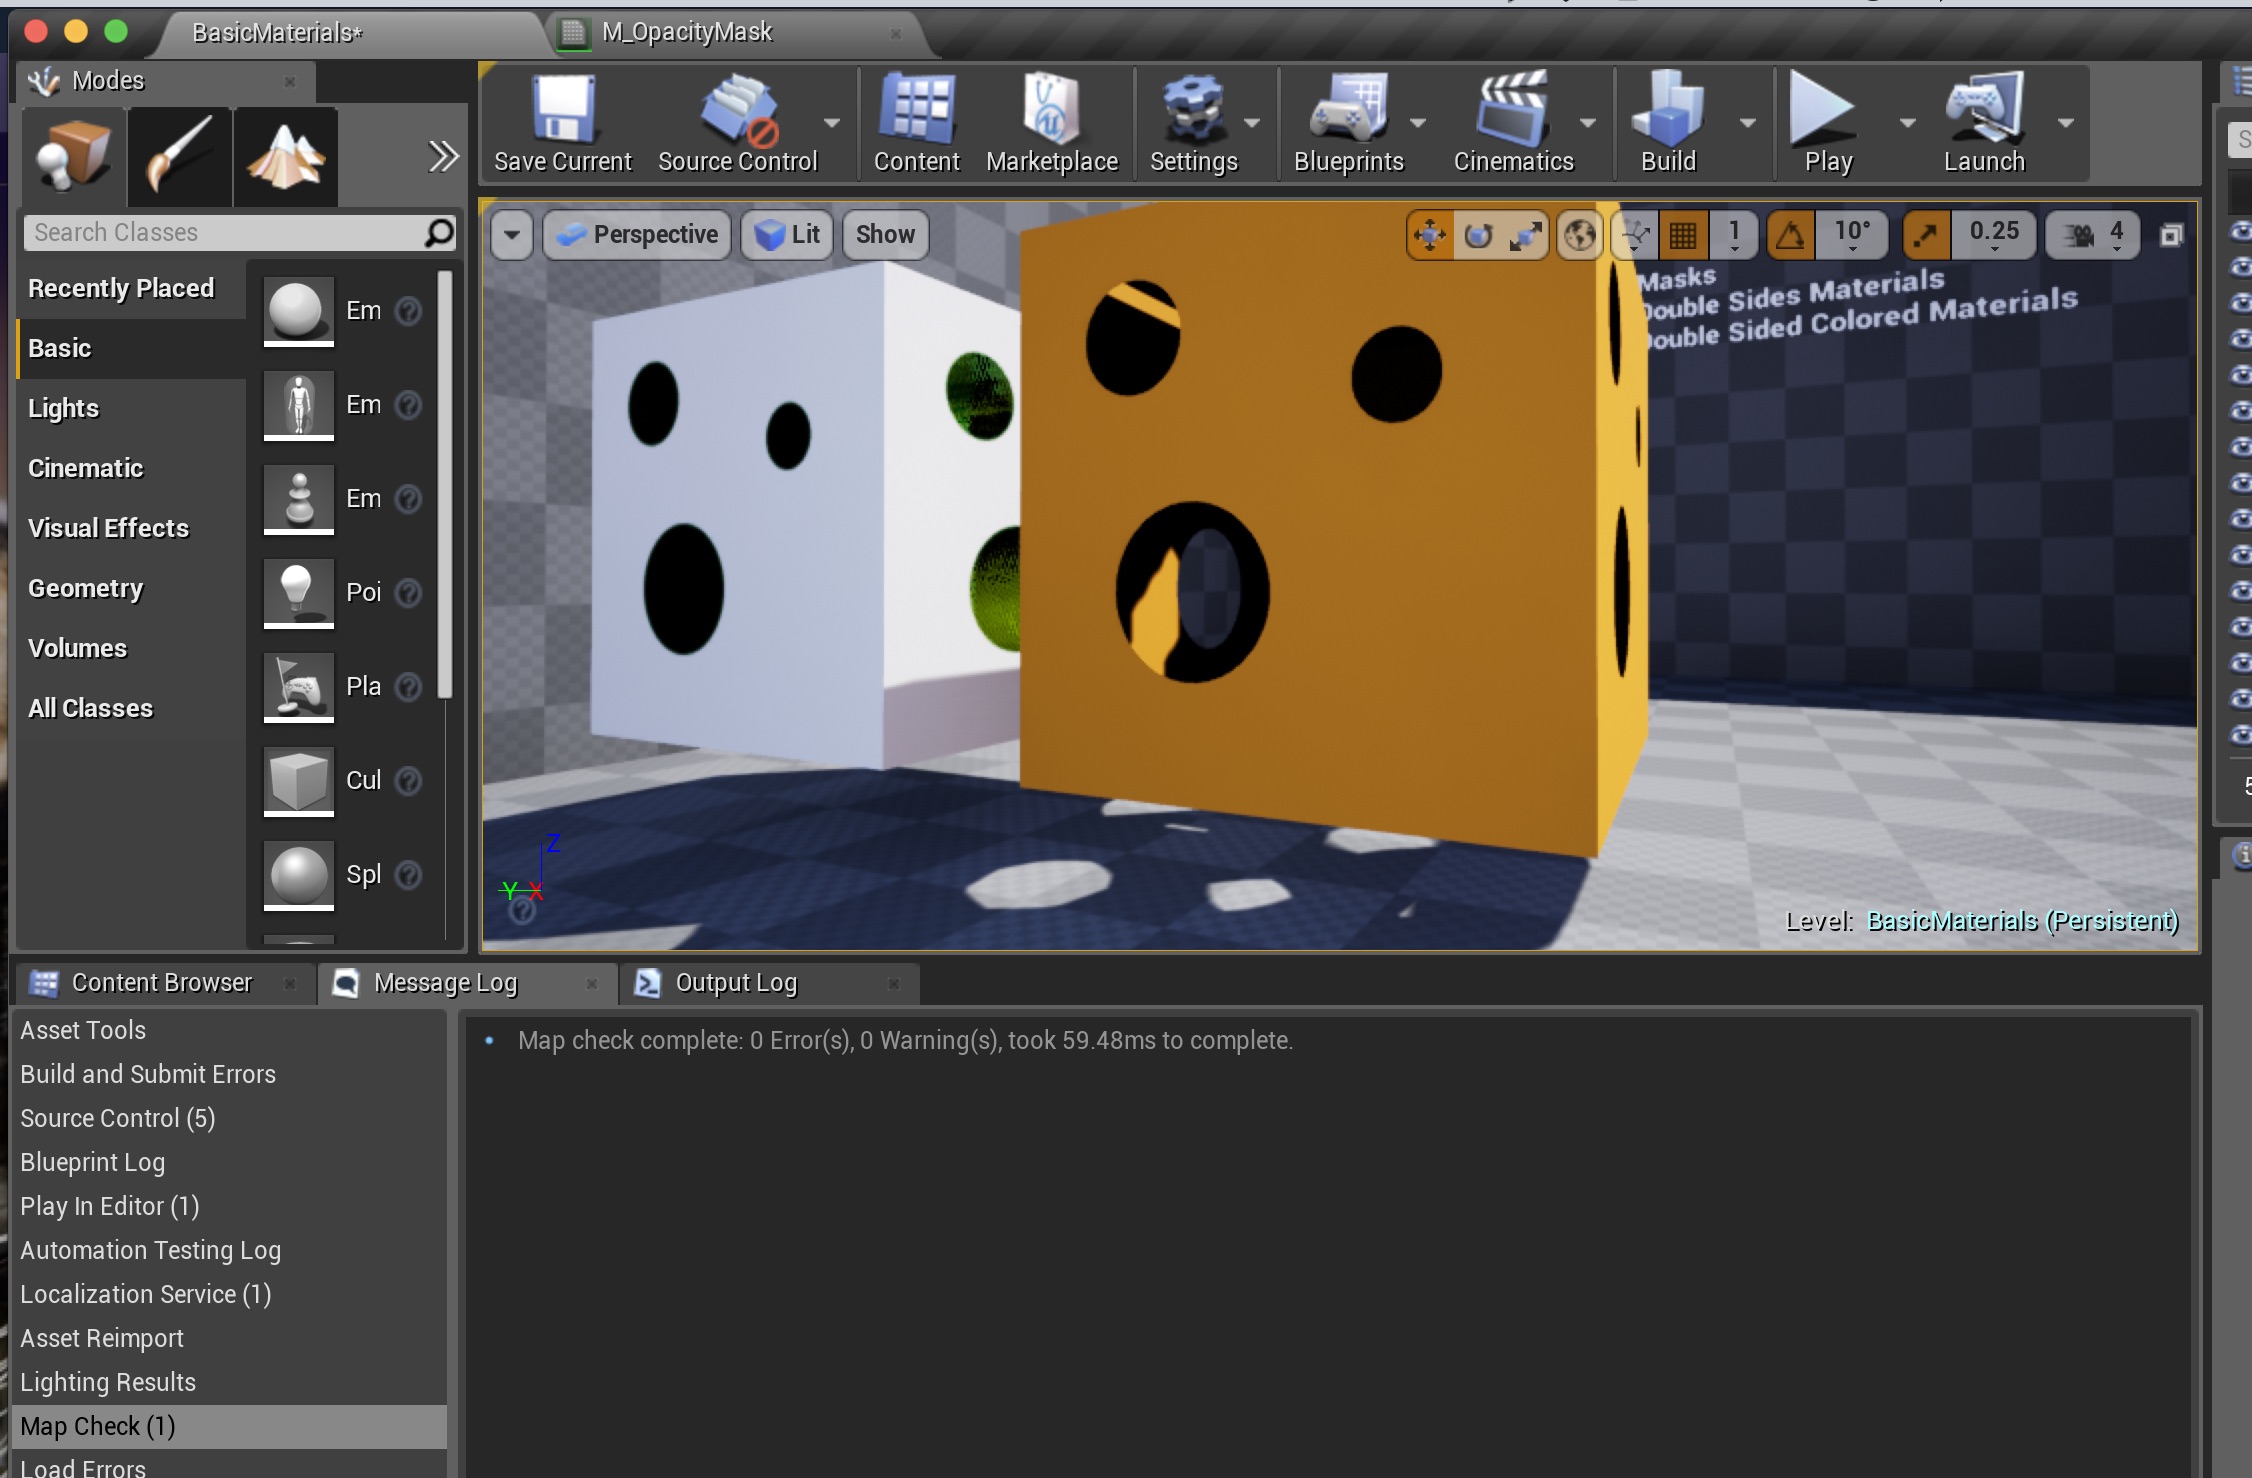 BasicMaterials*
M_OpacityMask
Modes
Save Current
Source Control
Content
Marketplace
Settings
Blueprints
Cinematics
Build
Play
Launch
Search Classes
Perspective
Lit
Show
1
10°
0.25
4
Recently Placed
Basic
Lights
Cinematic
Visual Effects
Geometry
Volumes
All Classes
Em
Em
Em
Poi
Pla
Cul
Spl
Masks
Double Sides Materials
Double Sided Colored Materials
Z
Y X
Level: BasicMaterials (Persistent)
Content Browser
Message Log
Output Log
Asset Tools
Build and Submit Errors
Source Control (5)
Blueprint Log
Play In Editor (1)
Automation Testing Log
Localization Service (1)
Asset Reimport
Lighting Results
Map Check (1)
Load Errors
Map check complete: 0 Error(s), 0 Warning(s), took 59.48ms to complete.